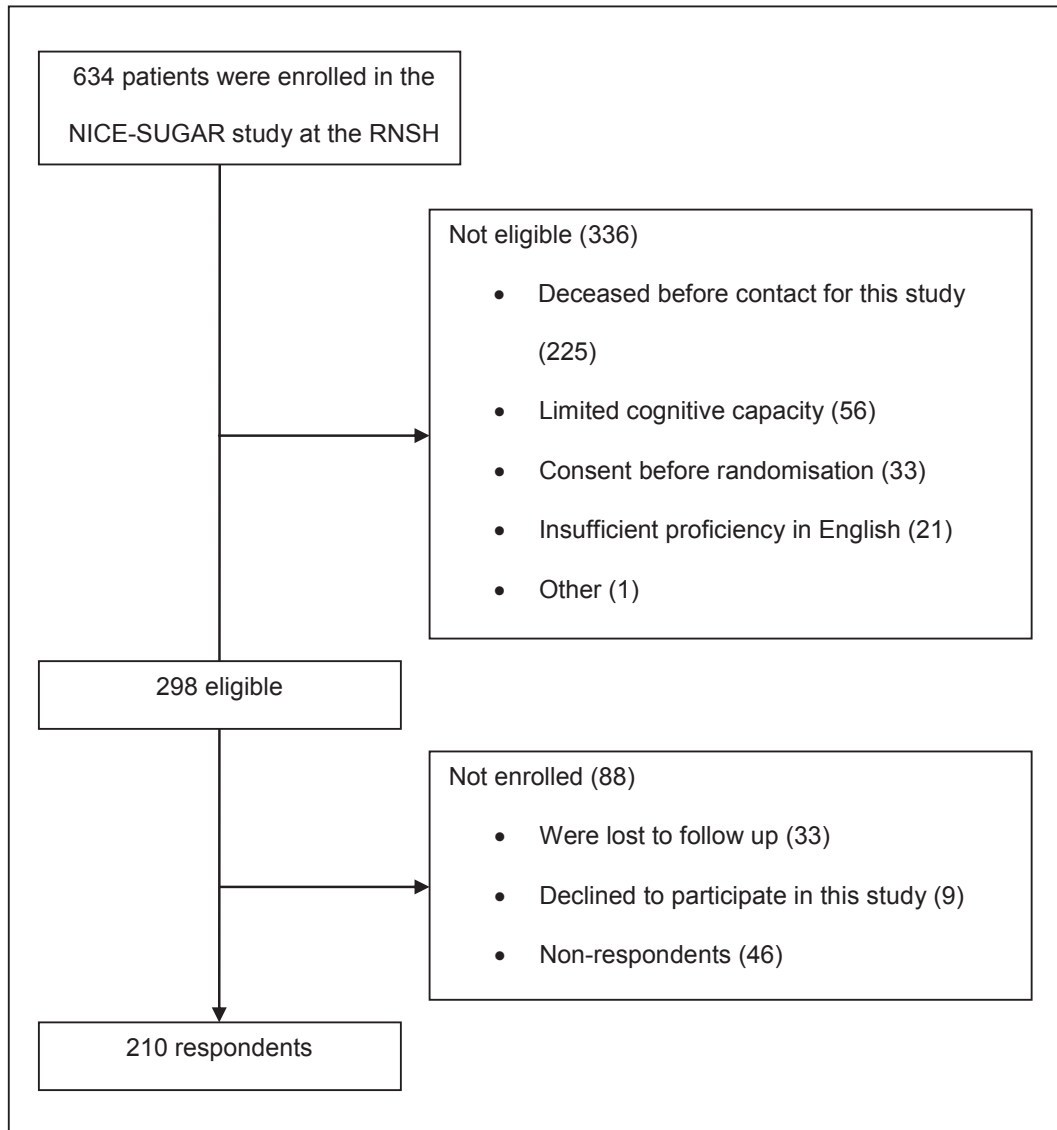 634 patients were enrolled in the
NICE-SUGAR study at the RNSH
Not eligible (336)
• Deceased before contact for this study
(225)
• Limited cognitive capacity (56)
• Consent before randomisation (33)
• Insufficient proficiency in English (21)
• Other (1)
298 eligible
Not enrolled (88)
• Were lost to follow up (33)
• Declined to participate in this study (9)
• Non-respondents (46)
210 respondents